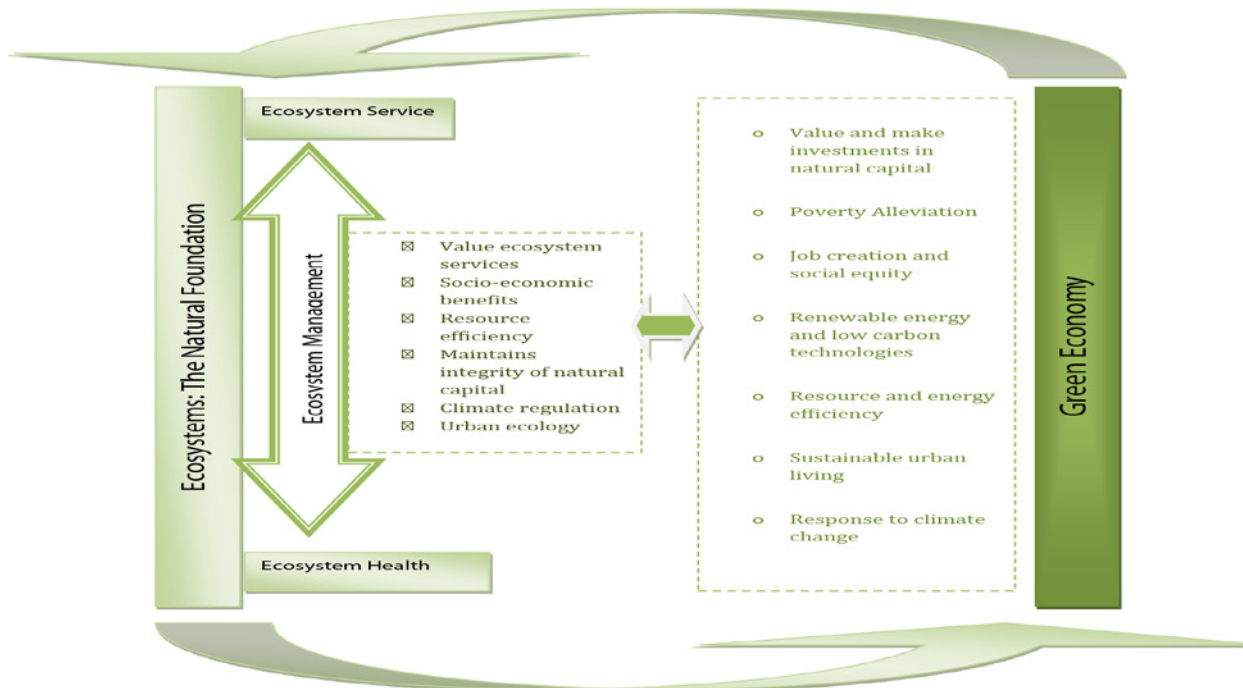 Ecosystems: The Natural Foundation
Ecosystem Service
Ecosystem Management
Ecosystem Health
☒ Value ecosystem
services
☒ Socio-economic
benefits
☒ Resource
efficiency
☒ Maintains
integrity of natural
capital
☒ Climate regulation
☒ Urban ecology
o Value and make
investments in
natural capital
o Poverty Alleviation
o Job creation and
social equity
o Renewable energy
and low carbon
technologies
o Resource and energy
efficiency
o Sustainable urban
living
o Response to climate
change
Green Economy